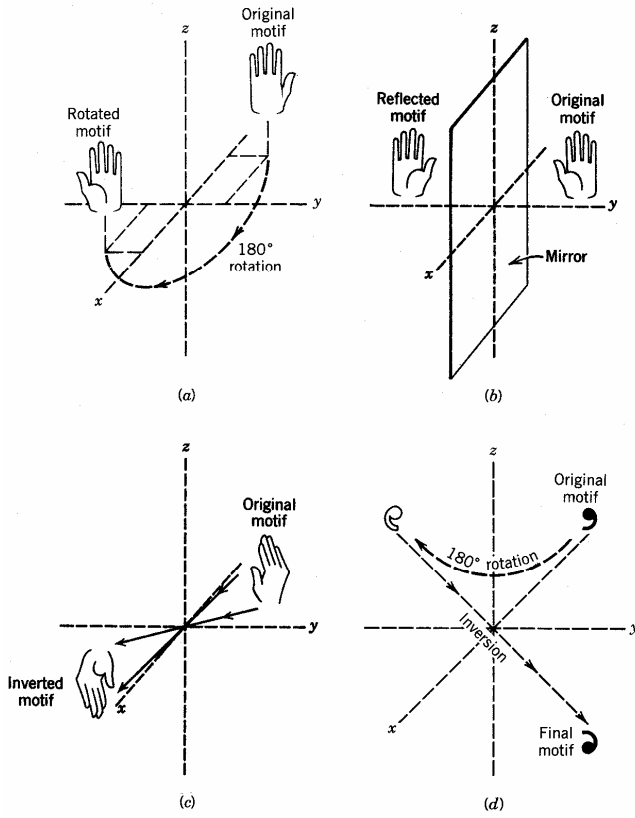 Original
motif
z
Rotated
motif
y
180°
rotation
x
(a)
z
Reflected
motif
Original
motif
y
x
Mirror
(b)
z
Original
motif
y
Inverted
motif
x
(c)
z
Original
motif
180° rotation
Inversion
y
x
Final
motif
(d)